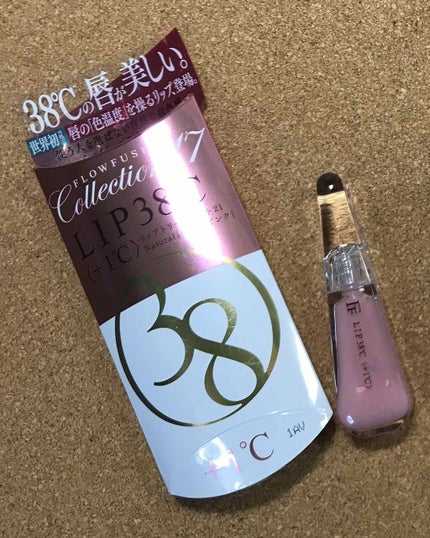 38℃の唇が美しい。
世界初 唇の「色温度」を操るリップ登場。
FLOWFUSHI
Collection 17
LIP38℃
〈+1℃〉
38
+1℃
1AV
FF LIP38℃ 〈+1℃〉